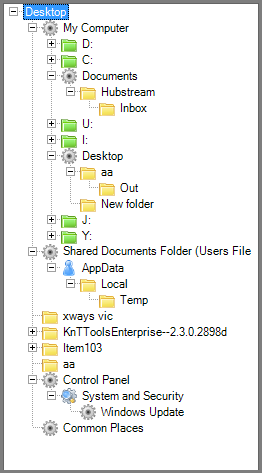 Desktop
My Computer
D:
C:
Documents
Hubstream
Inbox
U:
I:
Desktop
aa
Out
New folder
J:
Y:
Shared Documents Folder (Users File
AppData
Local
Temp
xways vic
KnTToolsEnterprise--2.3.0.2898d
Item103
aa
Control Panel
System and Security
Windows Update
Common Places